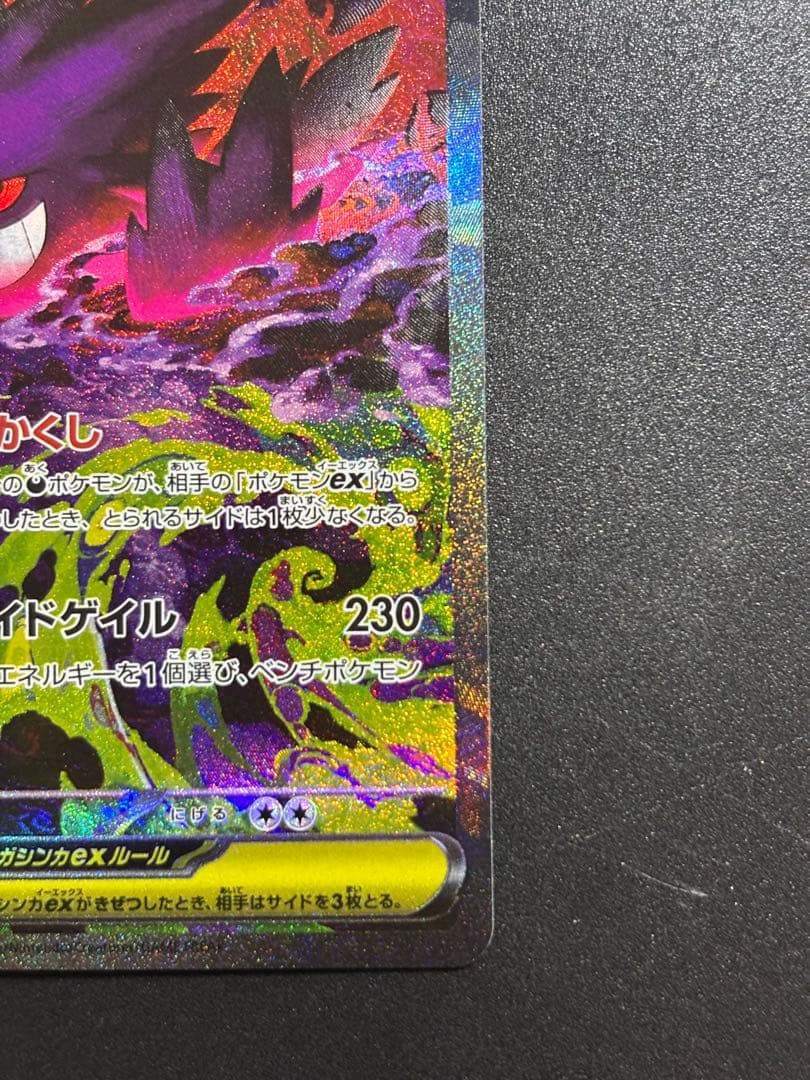 かくし
の ポケモンが、相手の「ポケモンex」から
したとき、とられるサイドは1枚少なくなる。
イドゲイル 230
エネルギーを1個選び、ベンチポケモン
にげる
ガシンカexルール
シンカexがきぜつしたとき、相手はサイドを3枚とる。
/Nintendo/Creatures/GAME FREAK